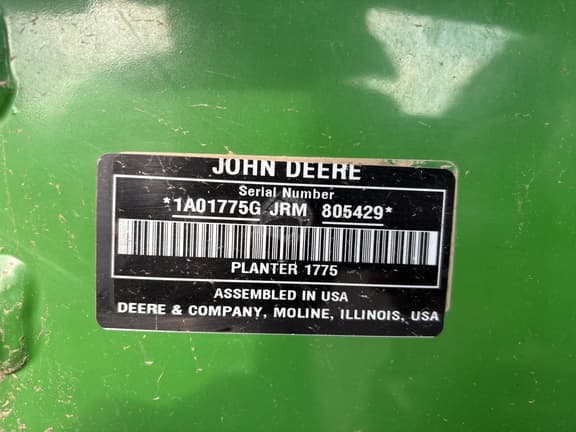 JOHN DEERE
Serial Number
*1A01775G JRM 805429*
PLANTER 1775
ASSEMBLED IN USA
DEERE & COMPANY, MOLINE, ILLINOIS, USA